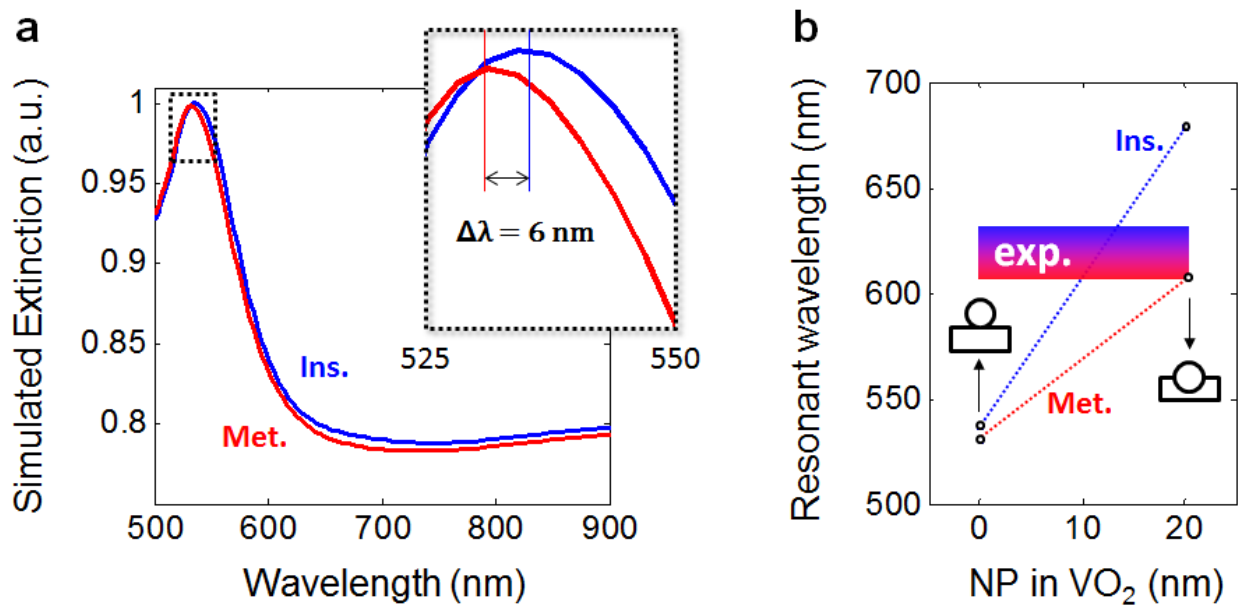 a
Simulated Extinction (a.u.)
1
0.95
0.9
0.85
0.8
500
600
700
800
900
Wavelength (nm)
Ins.
Met.
Δλ = 6 nm
525
550
b
Resonant wavelength (nm)
700
650
600
550
500
0
10
20
NP in VO₂ (nm)
Ins.
exp.
Met.